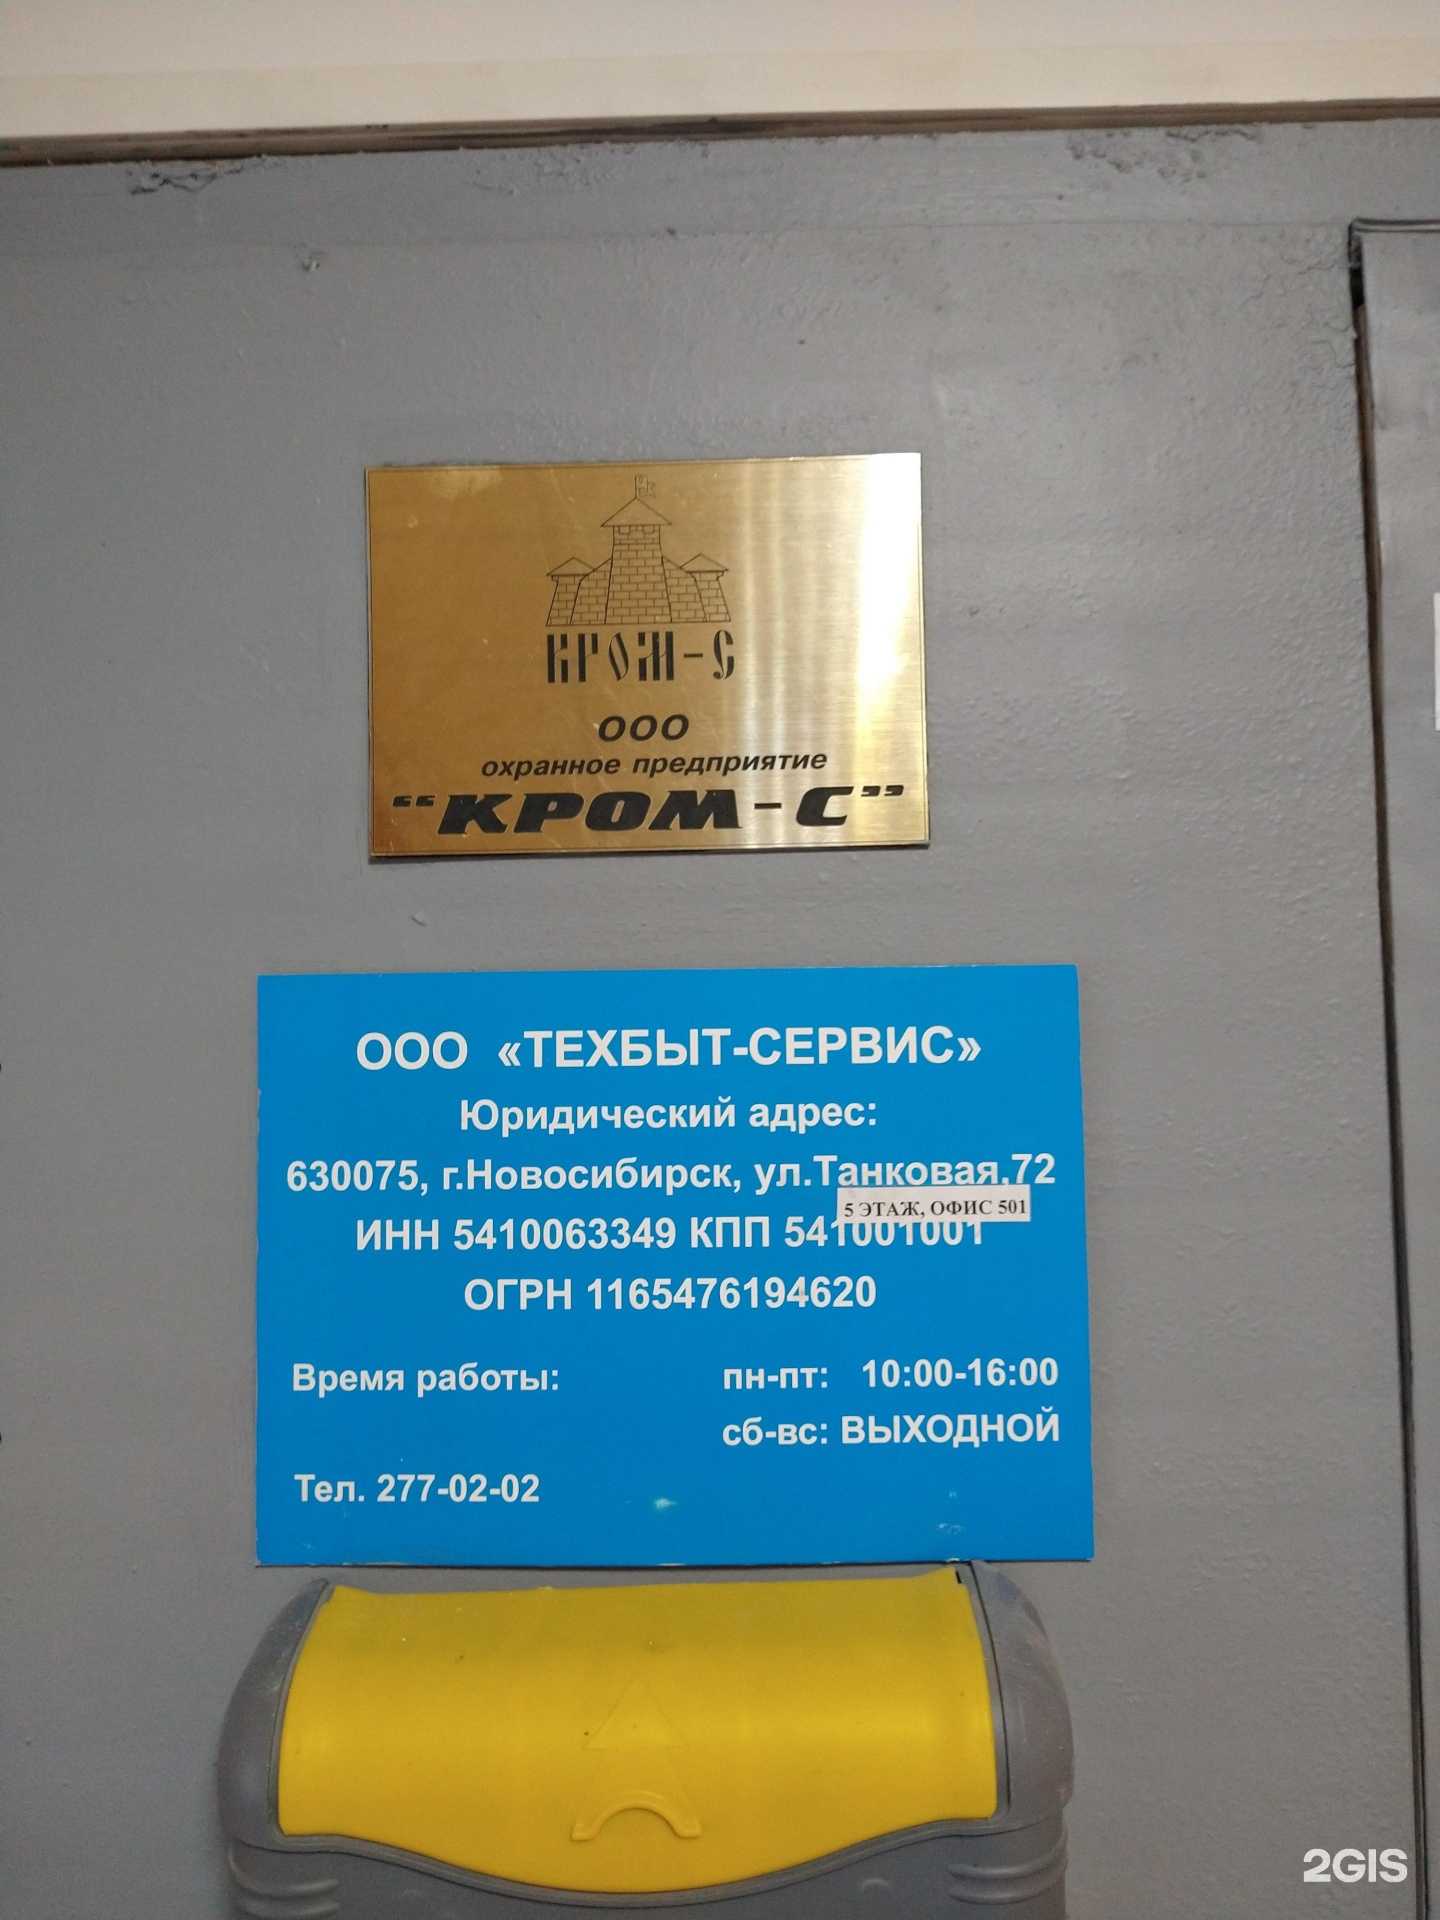 КРОМ-С
ООО
охранное предприятие
“КРОМ-С”
ООО «ТЕХБЫТ-СЕРВИС»
Юридический адрес:
630075, г.Новосибирск, ул.Танковая,72
5 ЭТАЖ, ОФИС 501
ИНН 5410063349 КПП 541001001
ОГРН 1165476194620
Время работы: пн-пт: 10:00-16:00
сб-вс: ВЫХОДНОЙ
Тел. 277-02-02
2GIS